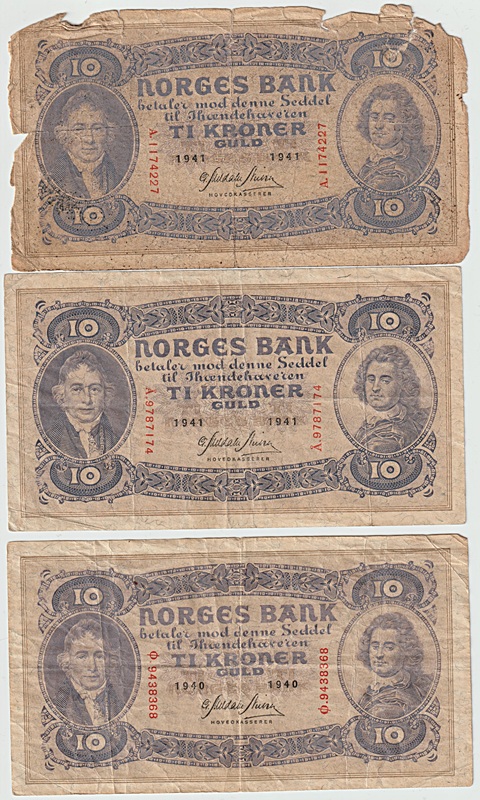 10 10
NORGES BANK
betaler mod denne Seddel
til Ihændehaveren
TI KRONER
GULD
A.1174227 A.1174227
1941 1941
HOVEDKASSERER
10 10
10 10
NORGES BANK
betaler mod denne Seddel
til Ihændehaveren
TI KRONER
GULD
A.9787174 A.9787174
1941 1941
HOVEDKASSERER
10 10
10 10
NORGES BANK
betaler mod denne Seddel
til Ihændehaveren
TI KRONER
GULD
Ø.9438368 Ø.9438368
1940 1940
HOVEDKASSERER
10 10